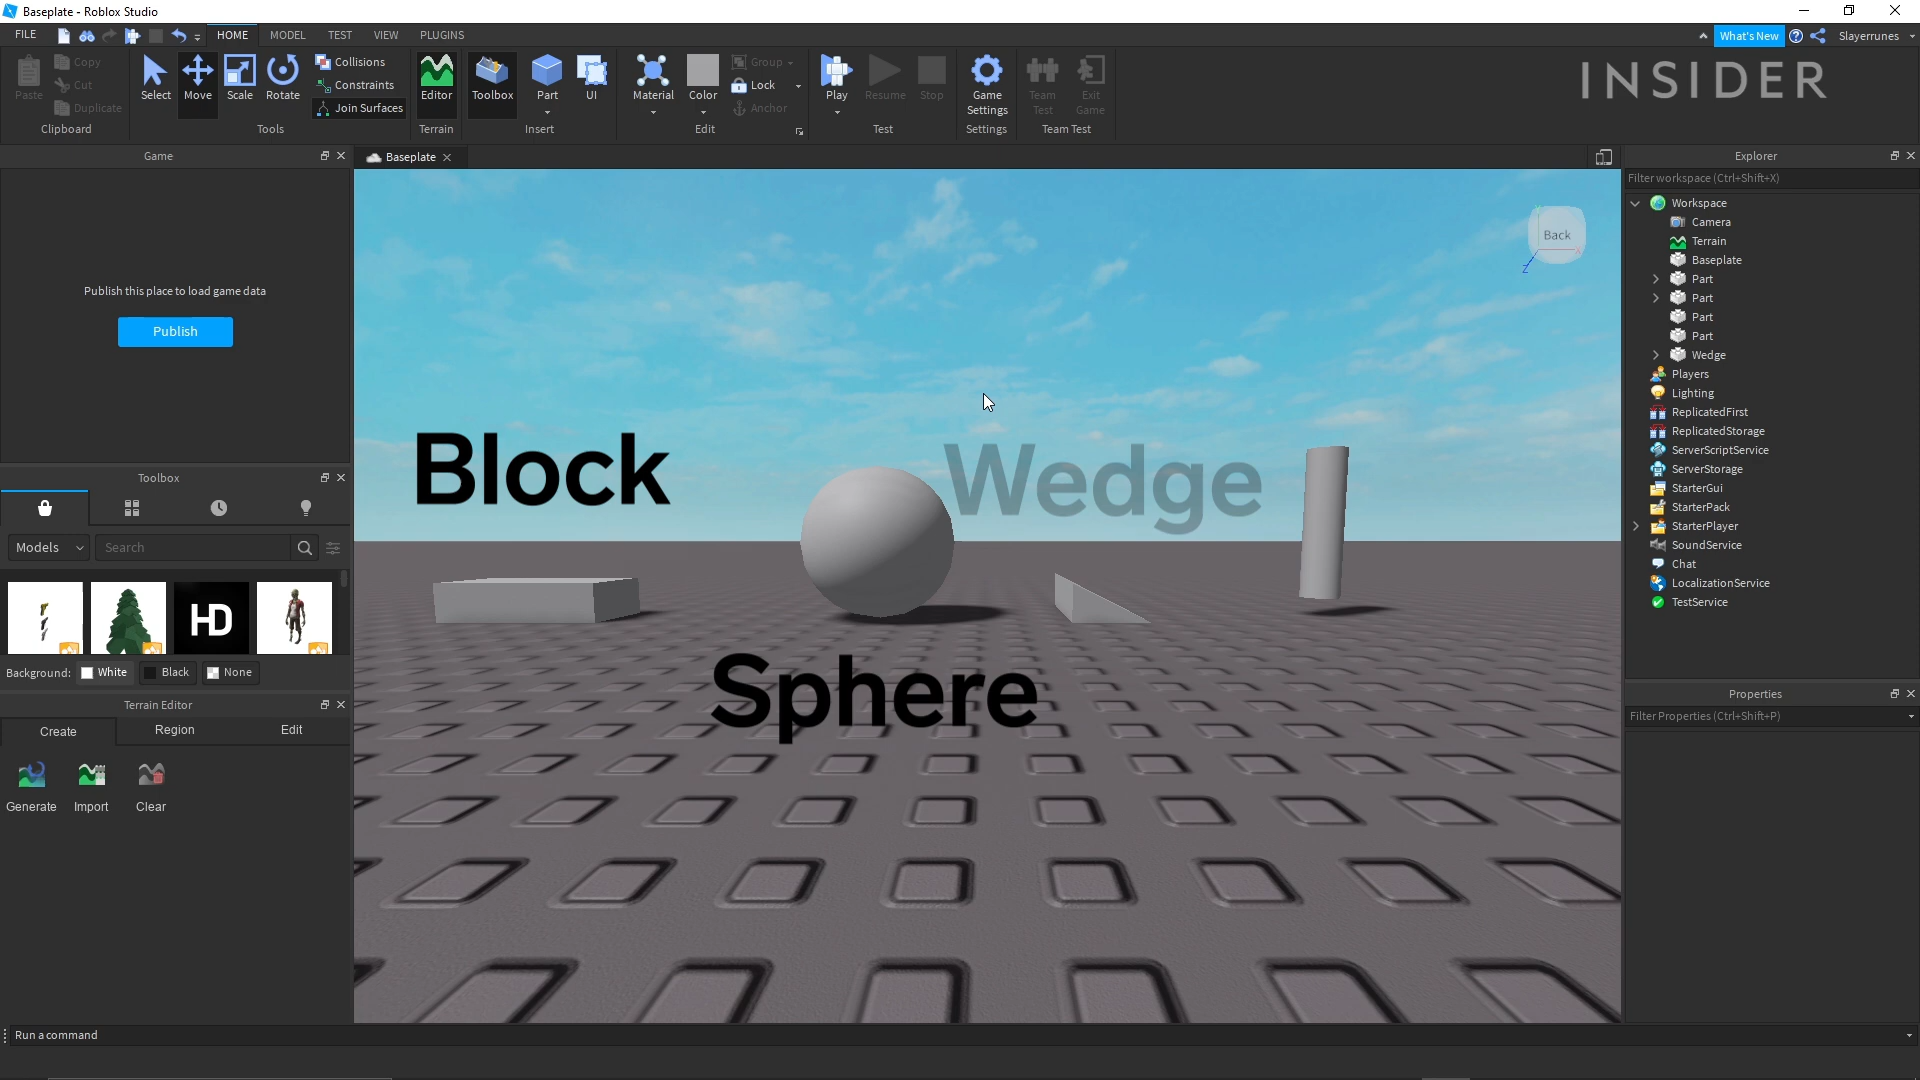 Baseplate - Roblox Studio
FILE HOME MODEL TEST VIEW PLUGINS What's New Slayerrunes
Paste Copy Cut Duplicate Clipboard
Select Move Scale Rotate Collisions Constraints Join Surfaces Tools
Editor Terrain
Toolbox Part UI Insert
Material Color Group Lock Anchor Edit
Play Resume Stop Test
Game Settings Settings
Team Test Exit Game Team Test
INSIDER
Game
Publish this place to load game data
Publish
Toolbox
Models Search
HD
Background: White Black None
Terrain Editor
Create Region Edit
Generate Import Clear
Baseplate
Back
Y
X
Z
Block
Wedge
Sphere
Explorer
Filter workspace (Ctrl+Shift+X)
Workspace
Camera
Terrain
Baseplate
Part
Part
Part
Part
Wedge
Players
Lighting
ReplicatedFirst
ReplicatedStorage
ServerScriptService
ServerStorage
StarterGui
StarterPack
StarterPlayer
SoundService
Chat
LocalizationService
TestService
Properties
Filter Properties (Ctrl+Shift+P)
Run a command